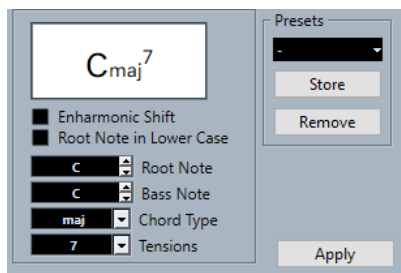 Cmaj7
Enharmonic Shift
Root Note in Lower Case
C Root Note
C Bass Note
maj Chord Type
7 Tensions
Presets
-
Store
Remove
Apply